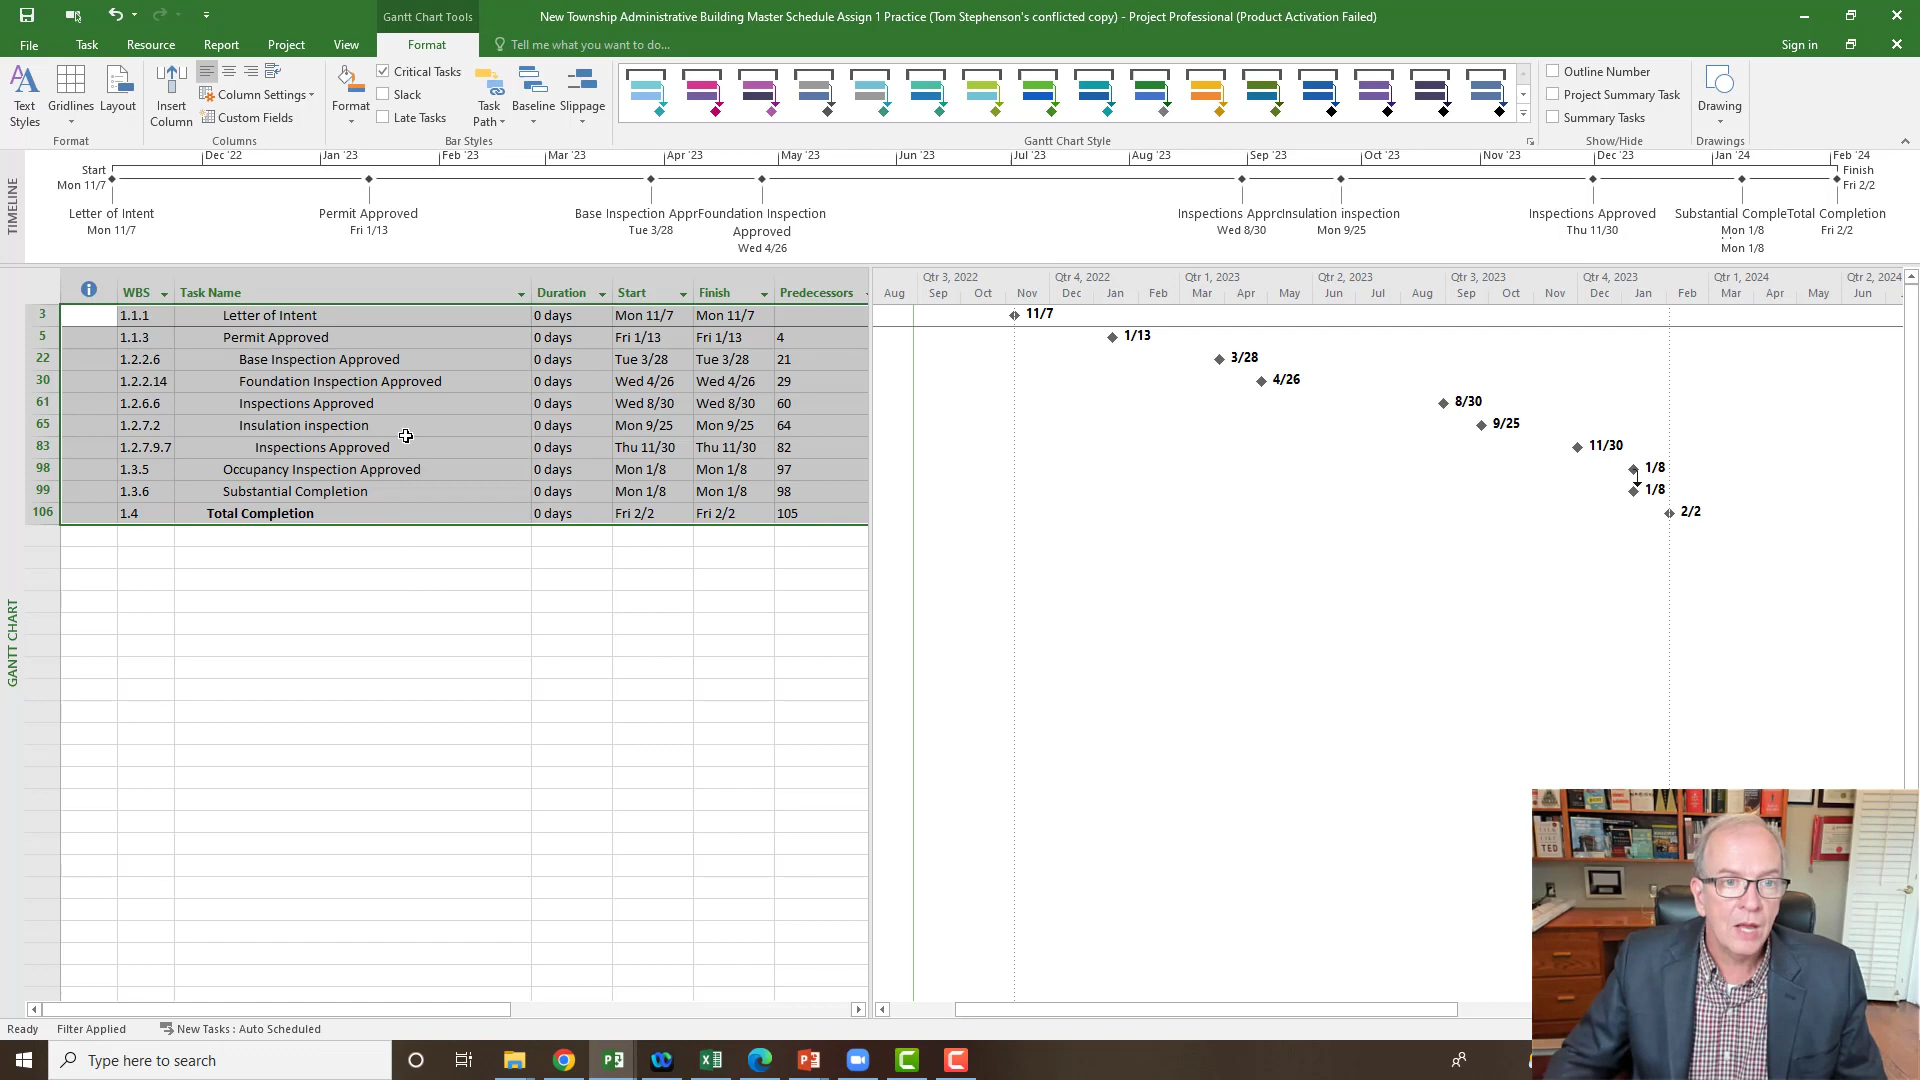 Gantt Chart Tools
New Township Administrative Building Master Schedule Assign 1 Practice (Tom Stephenson's conflicted copy) - Project Professional (Product Activation Failed)
File Task Resource Report Project View Format Tell me what you want to do... Sign in
Text Styles
Gridlines
Layout
Format
Insert Column
Column Settings
Custom Fields
Columns
Format
Critical Tasks
Slack
Late Tasks
Task Path
Baseline
Slippage
Bar Styles
Gantt Chart Style
Outline Number
Project Summary Task
Summary Tasks
Show/Hide
Drawing
Drawings
TIMELINE
Dec '22 Jan '23 Feb '23 Mar '23 Apr '23 May '23 Jun '23 Jul '23 Aug '23 Sep '23 Oct '23 Nov '23 Dec '23 Jan '24 Feb '24
Start
Mon 11/7
Finish
Fri 2/2
Letter of Intent
Mon 11/7
Permit Approved
Fri 1/13
Base Inspection Appr
Tue 3/28
Foundation Inspection
Approved
Wed 4/26
Inspections Appr
Wed 8/30
Insulation inspection
Mon 9/25
Inspections Approved
Thu 11/30
Substantial Comple
Mon 1/8
Mon 1/8
Total Completion
Fri 2/2
GANTT CHART
WBS Task Name Duration Start Finish Predecessors
3 1.1.1 Letter of Intent 0 days Mon 11/7 Mon 11/7
5 1.1.3 Permit Approved 0 days Fri 1/13 Fri 1/13 4
22 1.2.2.6 Base Inspection Approved 0 days Tue 3/28 Tue 3/28 21
30 1.2.2.14 Foundation Inspection Approved 0 days Wed 4/26 Wed 4/26 29
61 1.2.6.6 Inspections Approved 0 days Wed 8/30 Wed 8/30 60
65 1.2.7.2 Insulation inspection 0 days Mon 9/25 Mon 9/25 64
83 1.2.7.9.7 Inspections Approved 0 days Thu 11/30 Thu 11/30 82
98 1.3.5 Occupancy Inspection Approved 0 days Mon 1/8 Mon 1/8 97
99 1.3.6 Substantial Completion 0 days Mon 1/8 Mon 1/8 98
106 1.4 Total Completion 0 days Fri 2/2 Fri 2/2 105
Qtr 3, 2022 Qtr 4, 2022 Qtr 1, 2023 Qtr 2, 2023 Qtr 3, 2023 Qtr 4, 2023 Qtr 1, 2024 Qtr 2, 2024
Aug Sep Oct Nov Dec Jan Feb Mar Apr May Jun Jul Aug Sep Oct Nov Dec Jan Feb Mar Apr May Jun
11/7
1/13
3/28
4/26
8/30
9/25
11/30
1/8
1/8
2/2
TED
Ready Filter Applied New Tasks : Auto Scheduled
Type here to search